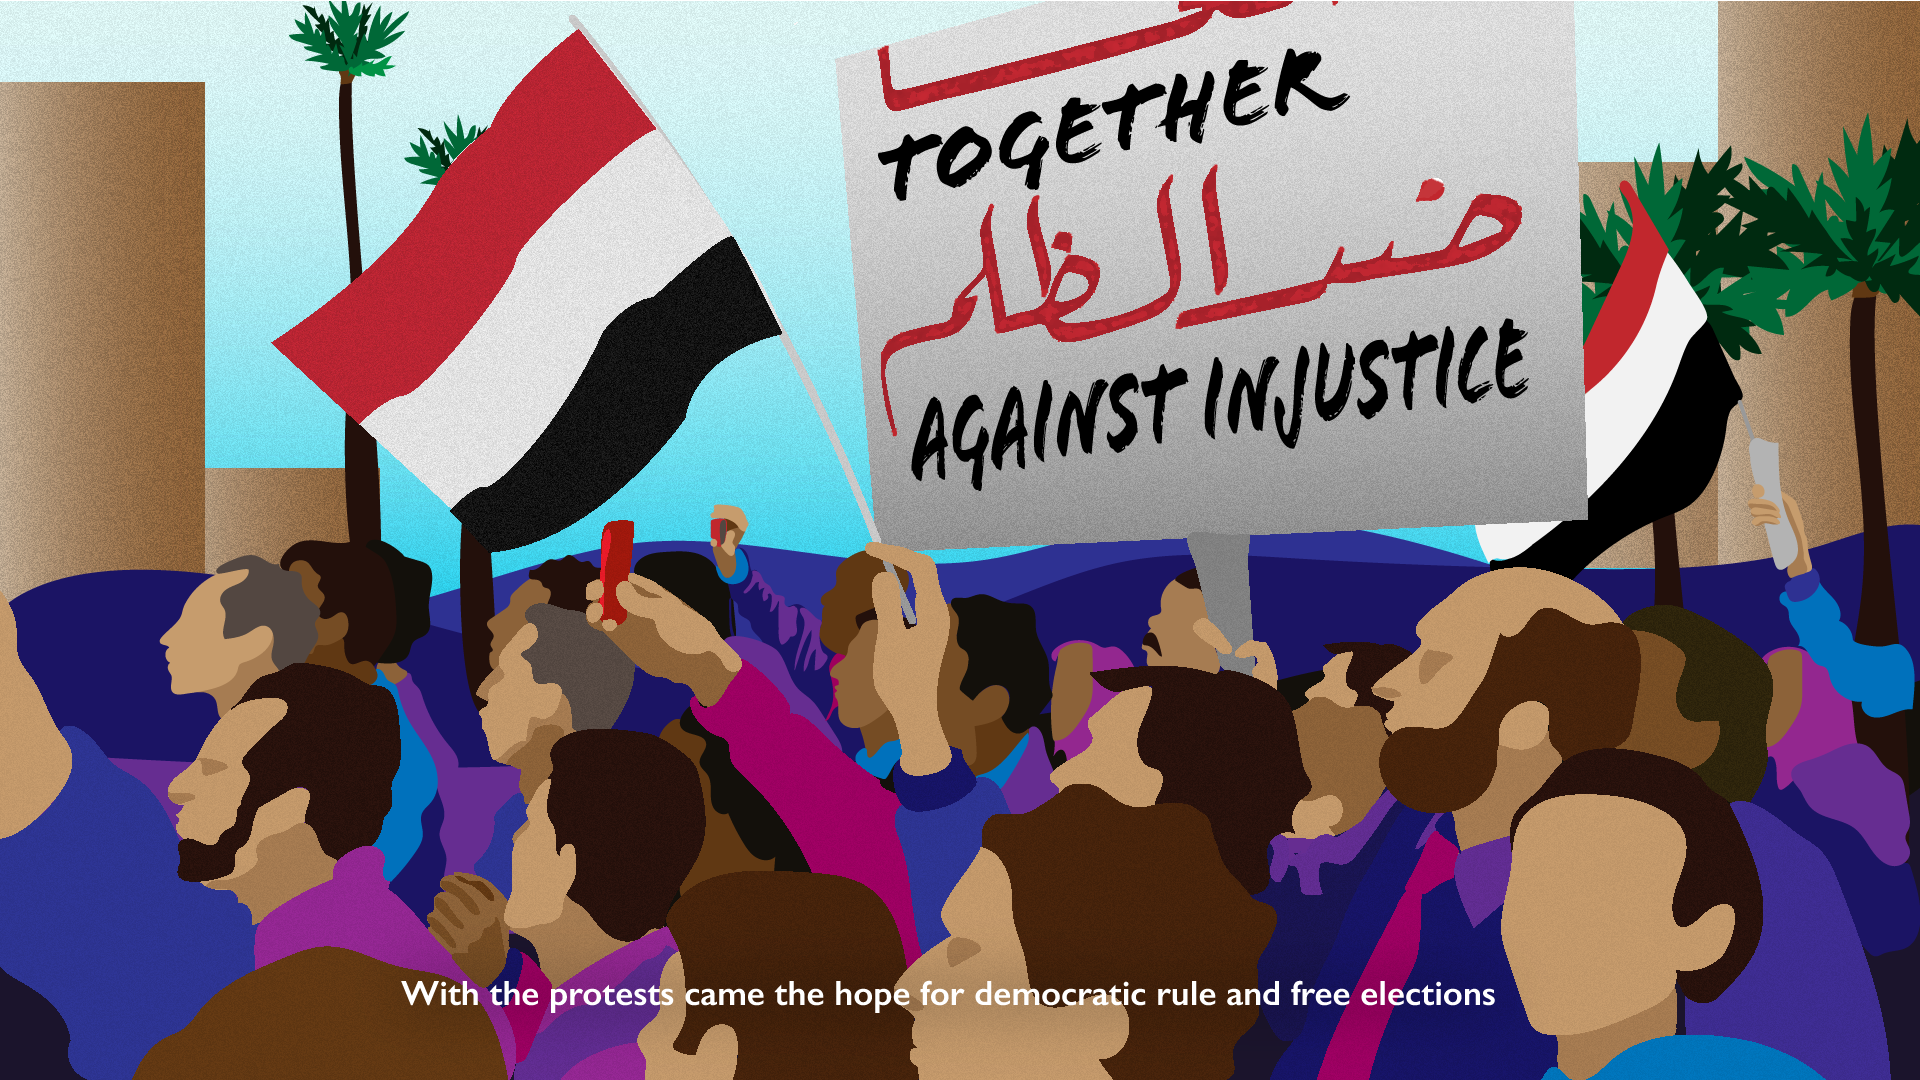 TOGETHER
ضد الظلم
AGAINST INJUSTICE
With the protests came the hope for democratic rule and free elections